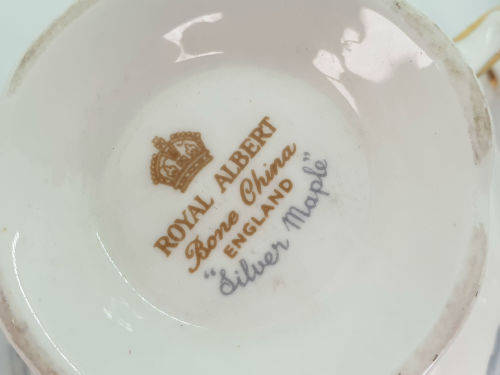 ROYAL ALBERT
Bone China
ENGLAND
"Silver Maple"